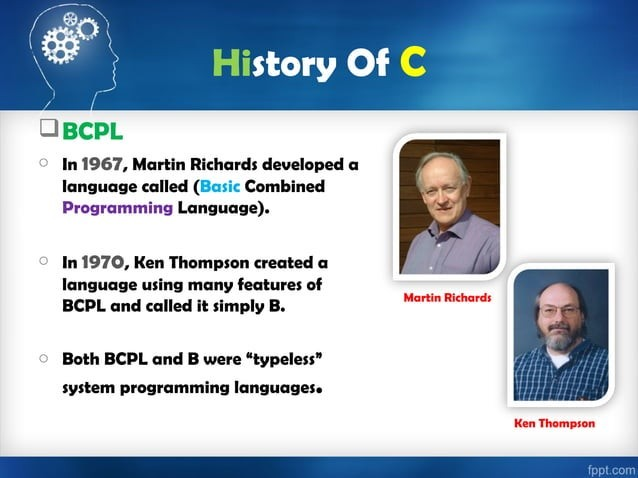 History Of C
BCPL
In 1967, Martin Richards developed a
language called (Basic Combined
Programming Language).
In 1970, Ken Thompson created a
language using many features of
BCPL and called it simply B.
Both BCPL and B were “typeless”
system programming languages.
Martin Richards
Ken Thompson
fppt.com